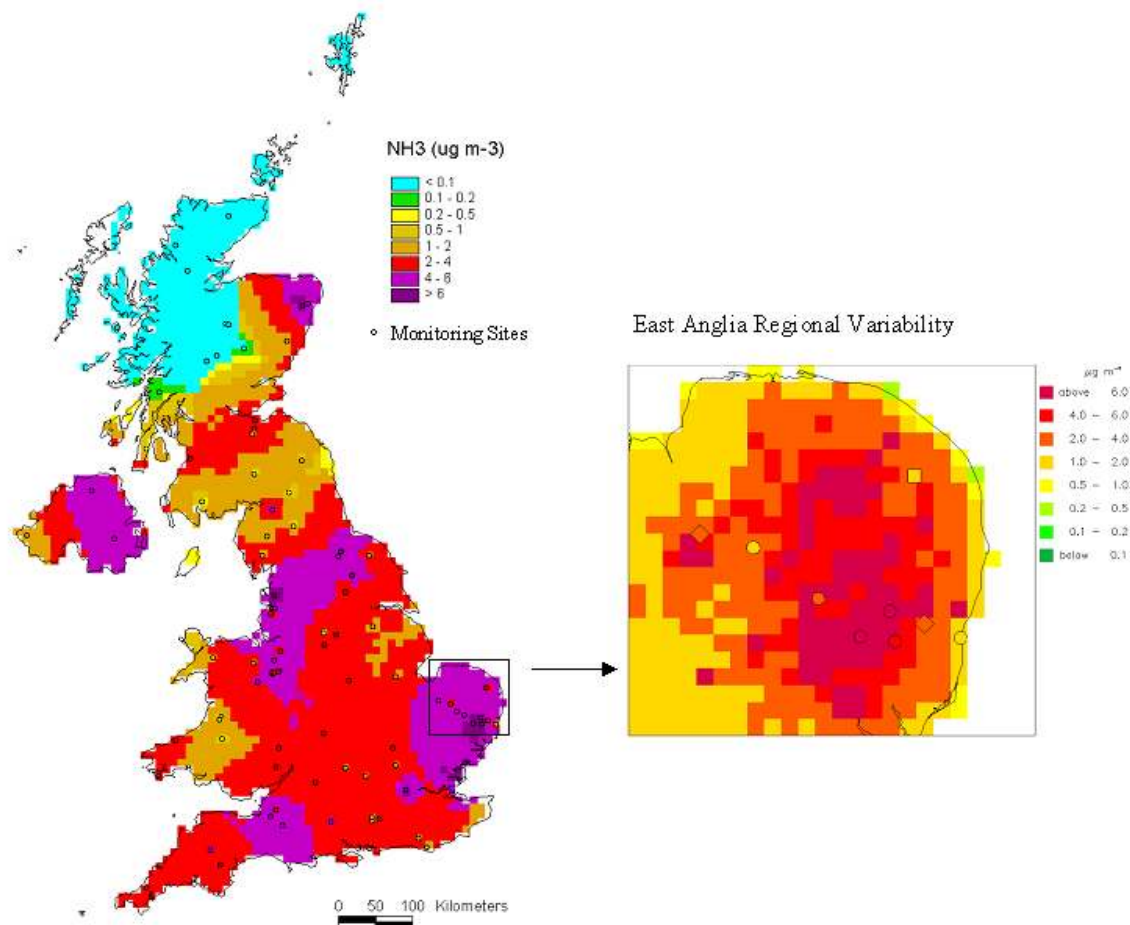 NH3 (ug m-3)
< 0.1
0.1 - 0.2
0.2 - 0.5
0.5 - 1
1 - 2
2 - 4
4 - 6
> 6
Monitoring Sites
East Anglia Regional Variability
above 6.0
4.0 – 6.0
2.0 – 4.0
1.0 – 2.0
0.5 – 1.0
0.2 – 0.5
0.1 – 0.2
below 0.1
0 50 100 Kilometers